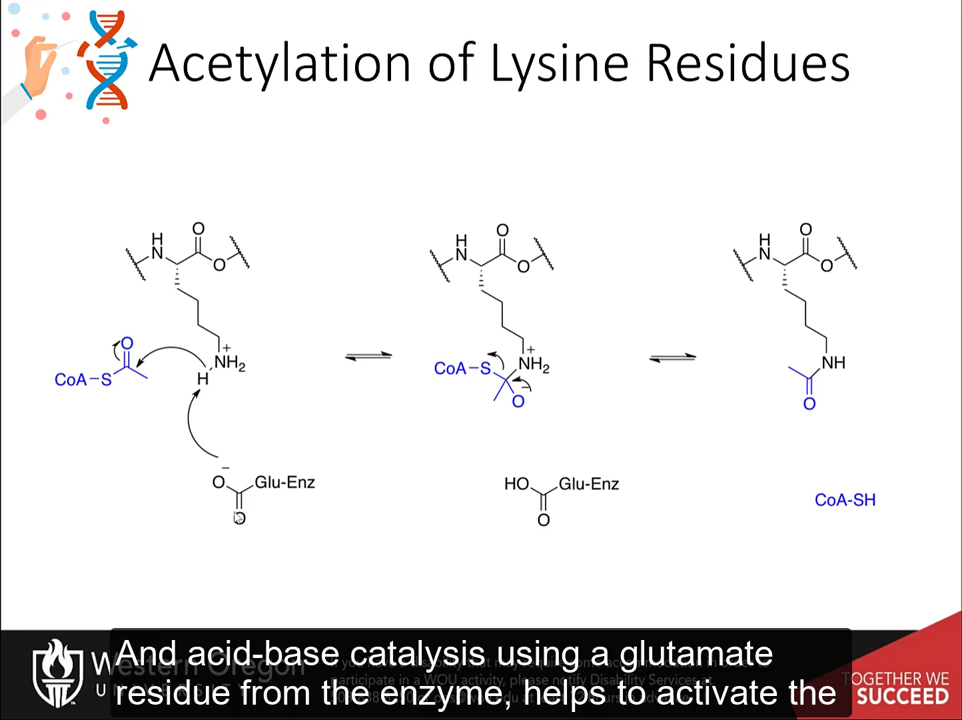 Acetylation of Lysine Residues
H
N
O
O
O
CoA-S
+
NH2
H
−
O
Glu-Enz
O
H
N
O
O
CoA-S
+
NH2
−
O
HO
Glu-Enz
O
H
N
O
O
NH
O
CoA-SH
And acid-base catalysis using a glutamate
residue from the enzyme, helps to activate the
TOGETHER WE
SUCCEED